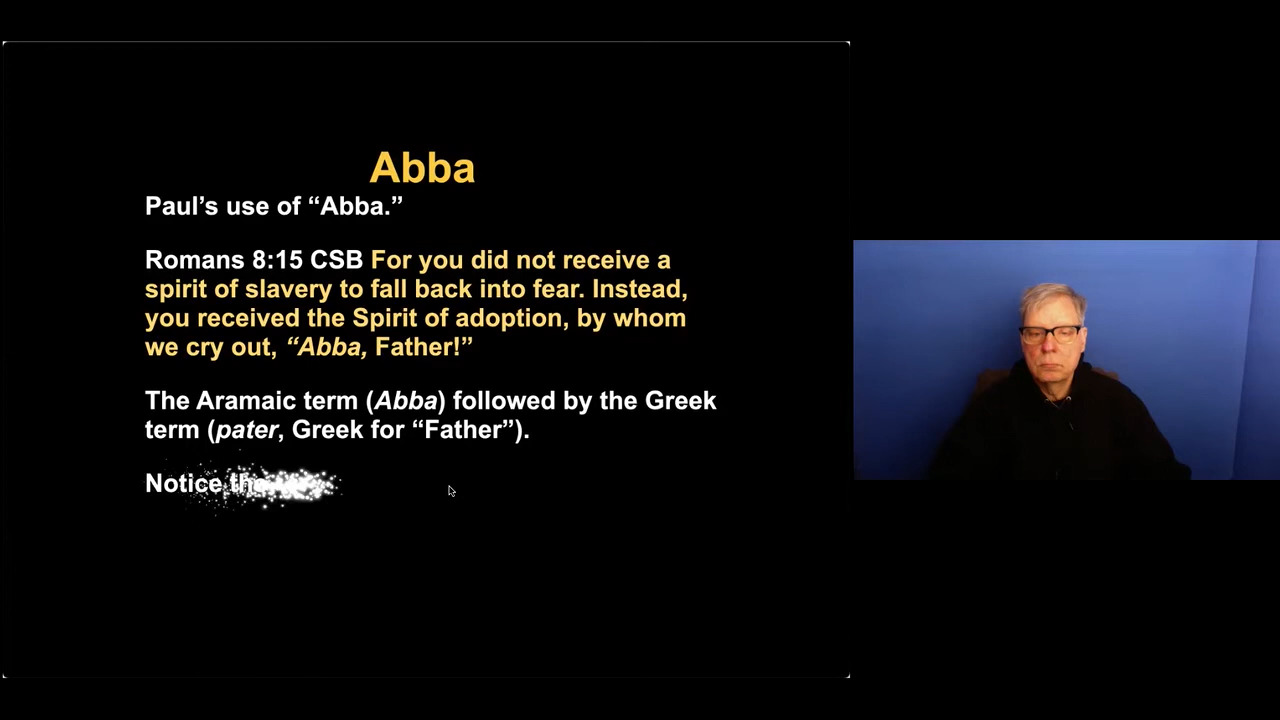 Abba
Paul’s use of “Abba.”
Romans 8:15 CSB For you did not receive a
spirit of slavery to fall back into fear. Instead,
you received the Spirit of adoption, by whom
we cry out, “Abba, Father!”
The Aramaic term (Abba) followed by the Greek
term (pater, Greek for “Father”).
Notice the